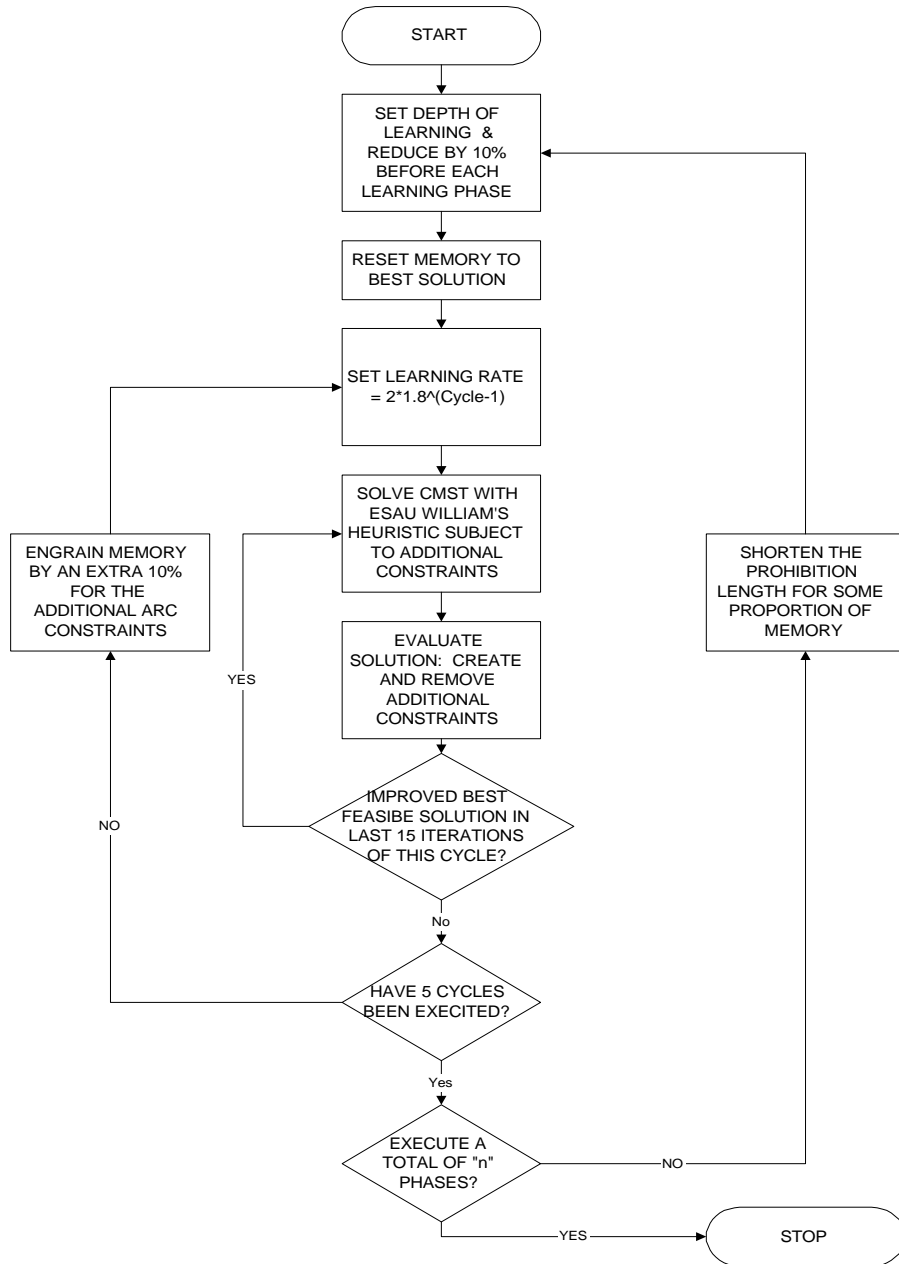 START
SET DEPTH OF
LEARNING &
REDUCE BY 10%
BEFORE EACH
LEARNING PHASE
RESET MEMORY TO
BEST SOLUTION
SET LEARNING RATE
= 2*1.8^(Cycle-1)
SOLVE CMST WITH
ESAU WILLIAM'S
HEURISTIC SUBJECT
TO ADDITIONAL
CONSTRAINTS
ENGRAIN MEMORY
BY AN EXTRA 10%
FOR THE
ADDITIONAL ARC
CONSTRAINTS
SHORTEN THE
PROHIBITION
LENGTH FOR SOME
PROPORTION OF
MEMORY
EVALUATE
SOLUTION: CREATE
AND REMOVE
ADDITIONAL
CONSTRAINTS
YES
IMPROVED BEST
FEASIBE SOLUTION IN
LAST 15 ITERATIONS
OF THIS CYCLE?
NO
No
HAVE 5 CYCLES
BEEN EXECITED?
Yes
EXECUTE A
TOTAL OF "n"
PHASES?
NO
YES
STOP